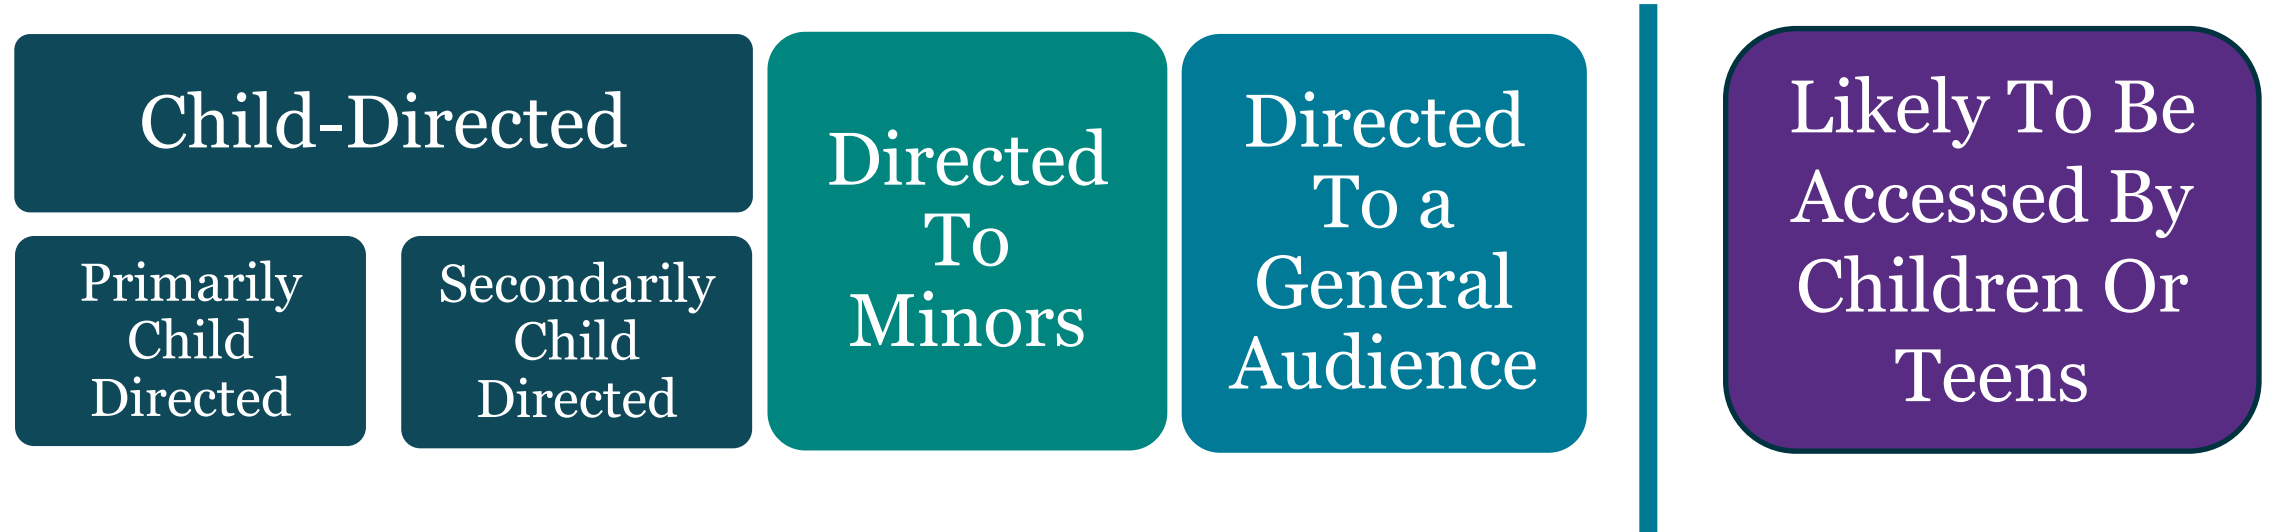 Child-Directed
Primarily
Child
Directed
Secondarily
Child
Directed
Directed
To
Minors
Directed
To a
General
Audience
Likely To Be
Accessed By
Children Or
Teens